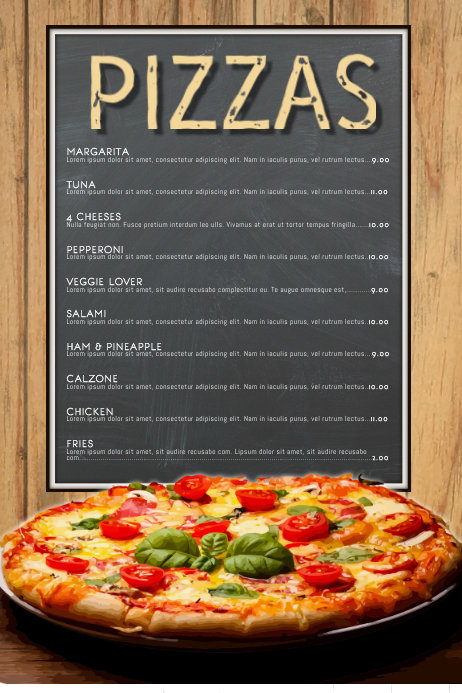 PIZZAS
MARGARITA
Lorem ipsum dolor sit amet, consectetur adipiscing elit. Nam in iaculis purus, vel rutrum lectus...9.00
TUNA
Lorem ipsum dolor sit amet, consectetur adipiscing elit. Nam in iaculis purus, vel rutrum lectus..11.00
4 CHEESES
Nulla feugiat non. Fusce pretium interdum leo ulls. Vivamus at erat ut tortor tempus fringilla......10.00
PEPPERONI
Lorem ipsum dolor sit amet, consectetur adipiscing elit. Nam in iaculis purus, vel rutrum lectus..10.00
VEGGIE LOVER
Lorem ipsum dolor sit amet, sit audire recusabo complectitur eu. Te augue omnesque est,...........9.00
SALAMI
Lorem ipsum dolor sit amet, consectetur adipiscing elit. Nam in iaculis purus, vel rutrum lectus..10.00
HAM & PINEAPPLE
Lorem ipsum dolor sit amet, consectetur adipiscing elit. Nam in iaculis purus, vel rutrum lectus...9.00
CALZONE
Lorem ipsum dolor sit amet, consectetur adipiscing elit. Nam in iaculis purus, vel rutrum lectus..10.00
CHICKEN
Lorem ipsum dolor sit amet, consectetur adipiscing elit. Nam in iaculis purus, vel rutrum lectus..11.00
FRIES
Lorem ipsum dolor sit amet, sit audire recusabo com. Lipsum dolor sit amet, sit audire recusabo
com..............................................................................................2.00